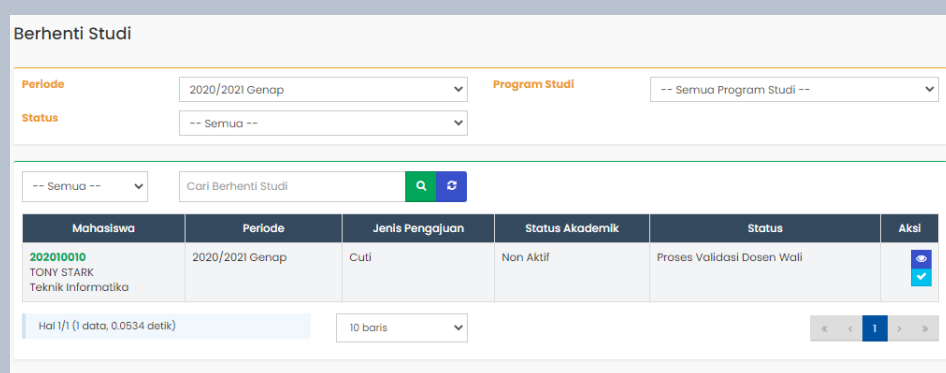 Berhenti Studi
Periode 2020/2021 Genap Program Studi -- Semua Program Studi --
Status -- Semua --
-- Semua -- Cari Berhenti Studi
Mahasiswa Periode Jenis Pengajuan Status Akademik Status Aksi
202010010 2020/2021 Genap Cuti Non Aktif Proses Validasi Dosen Wali
TONY STARK
Teknik Informatika
Hal 1/1 (1 data, 0.0534 detik) 10 baris « ‹ 1 › »